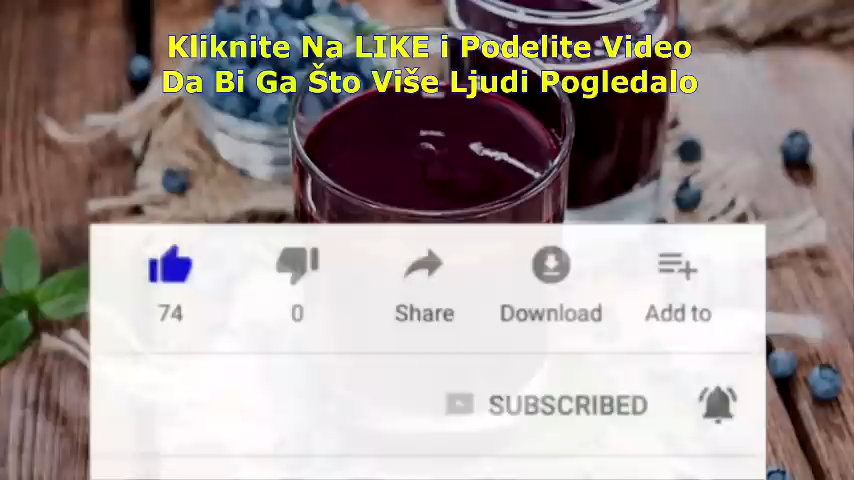 Kliknite Na LIKE i Podelite Video
Da Bi Ga Što Više Ljudi Pogledalo
74 0 Share Download Add to
SUBSCRIBED